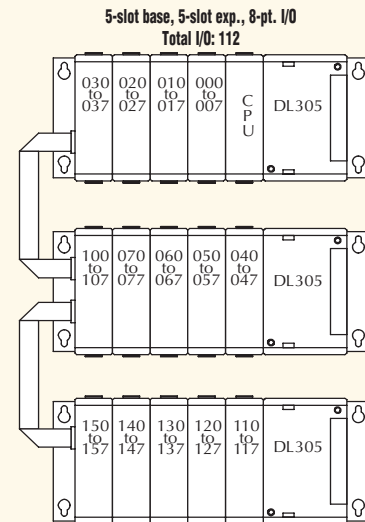 5-slot base, 5-slot exp., 8-pt. I/O
Total I/O: 112
030 to 037
020 to 027
010 to 017
000 to 007
CPU
DL305
100 to 107
070 to 077
060 to 067
050 to 057
040 to 047
DL305
150 to 157
140 to 147
130 to 137
120 to 127
110 to 117
DL305